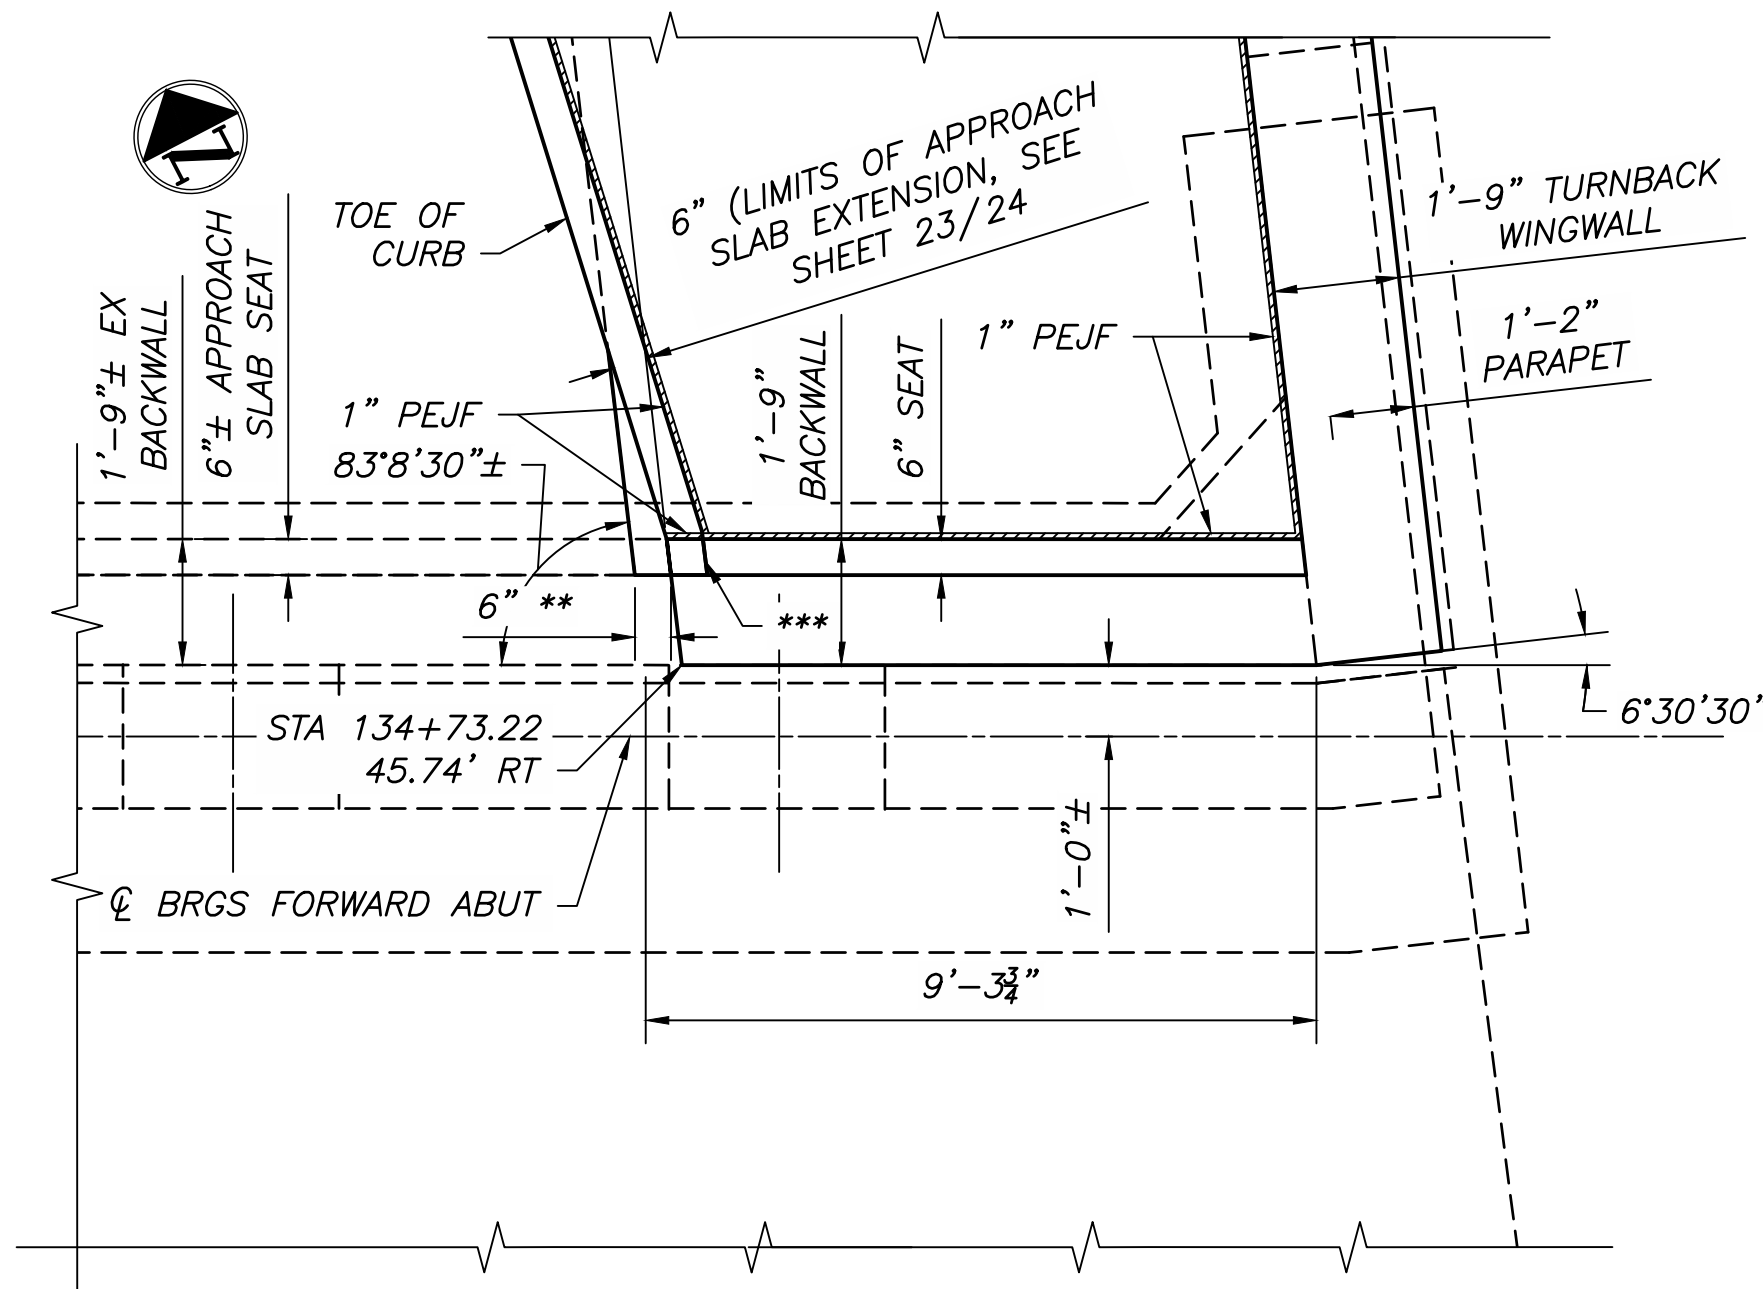 N
TOE OF
CURB
6” (LIMITS OF APPROACH
SLAB EXTENSION, SEE
SHEET 23/24
1’-9” TURNBACK
WINGWALL
1’-2”
PARAPET
1’-9”± EX
BACKWALL
6”± APPROACH
SLAB SEAT
1” PEJF
83°8’30”±
1’-9”
BACKWALL
6” SEAT
1” PEJF
6” **
***
STA 134+73.22
45.74’ RT
6°30’30’
℄ BRGS FORWARD ABUT
1’-0”±
9’-3¾”